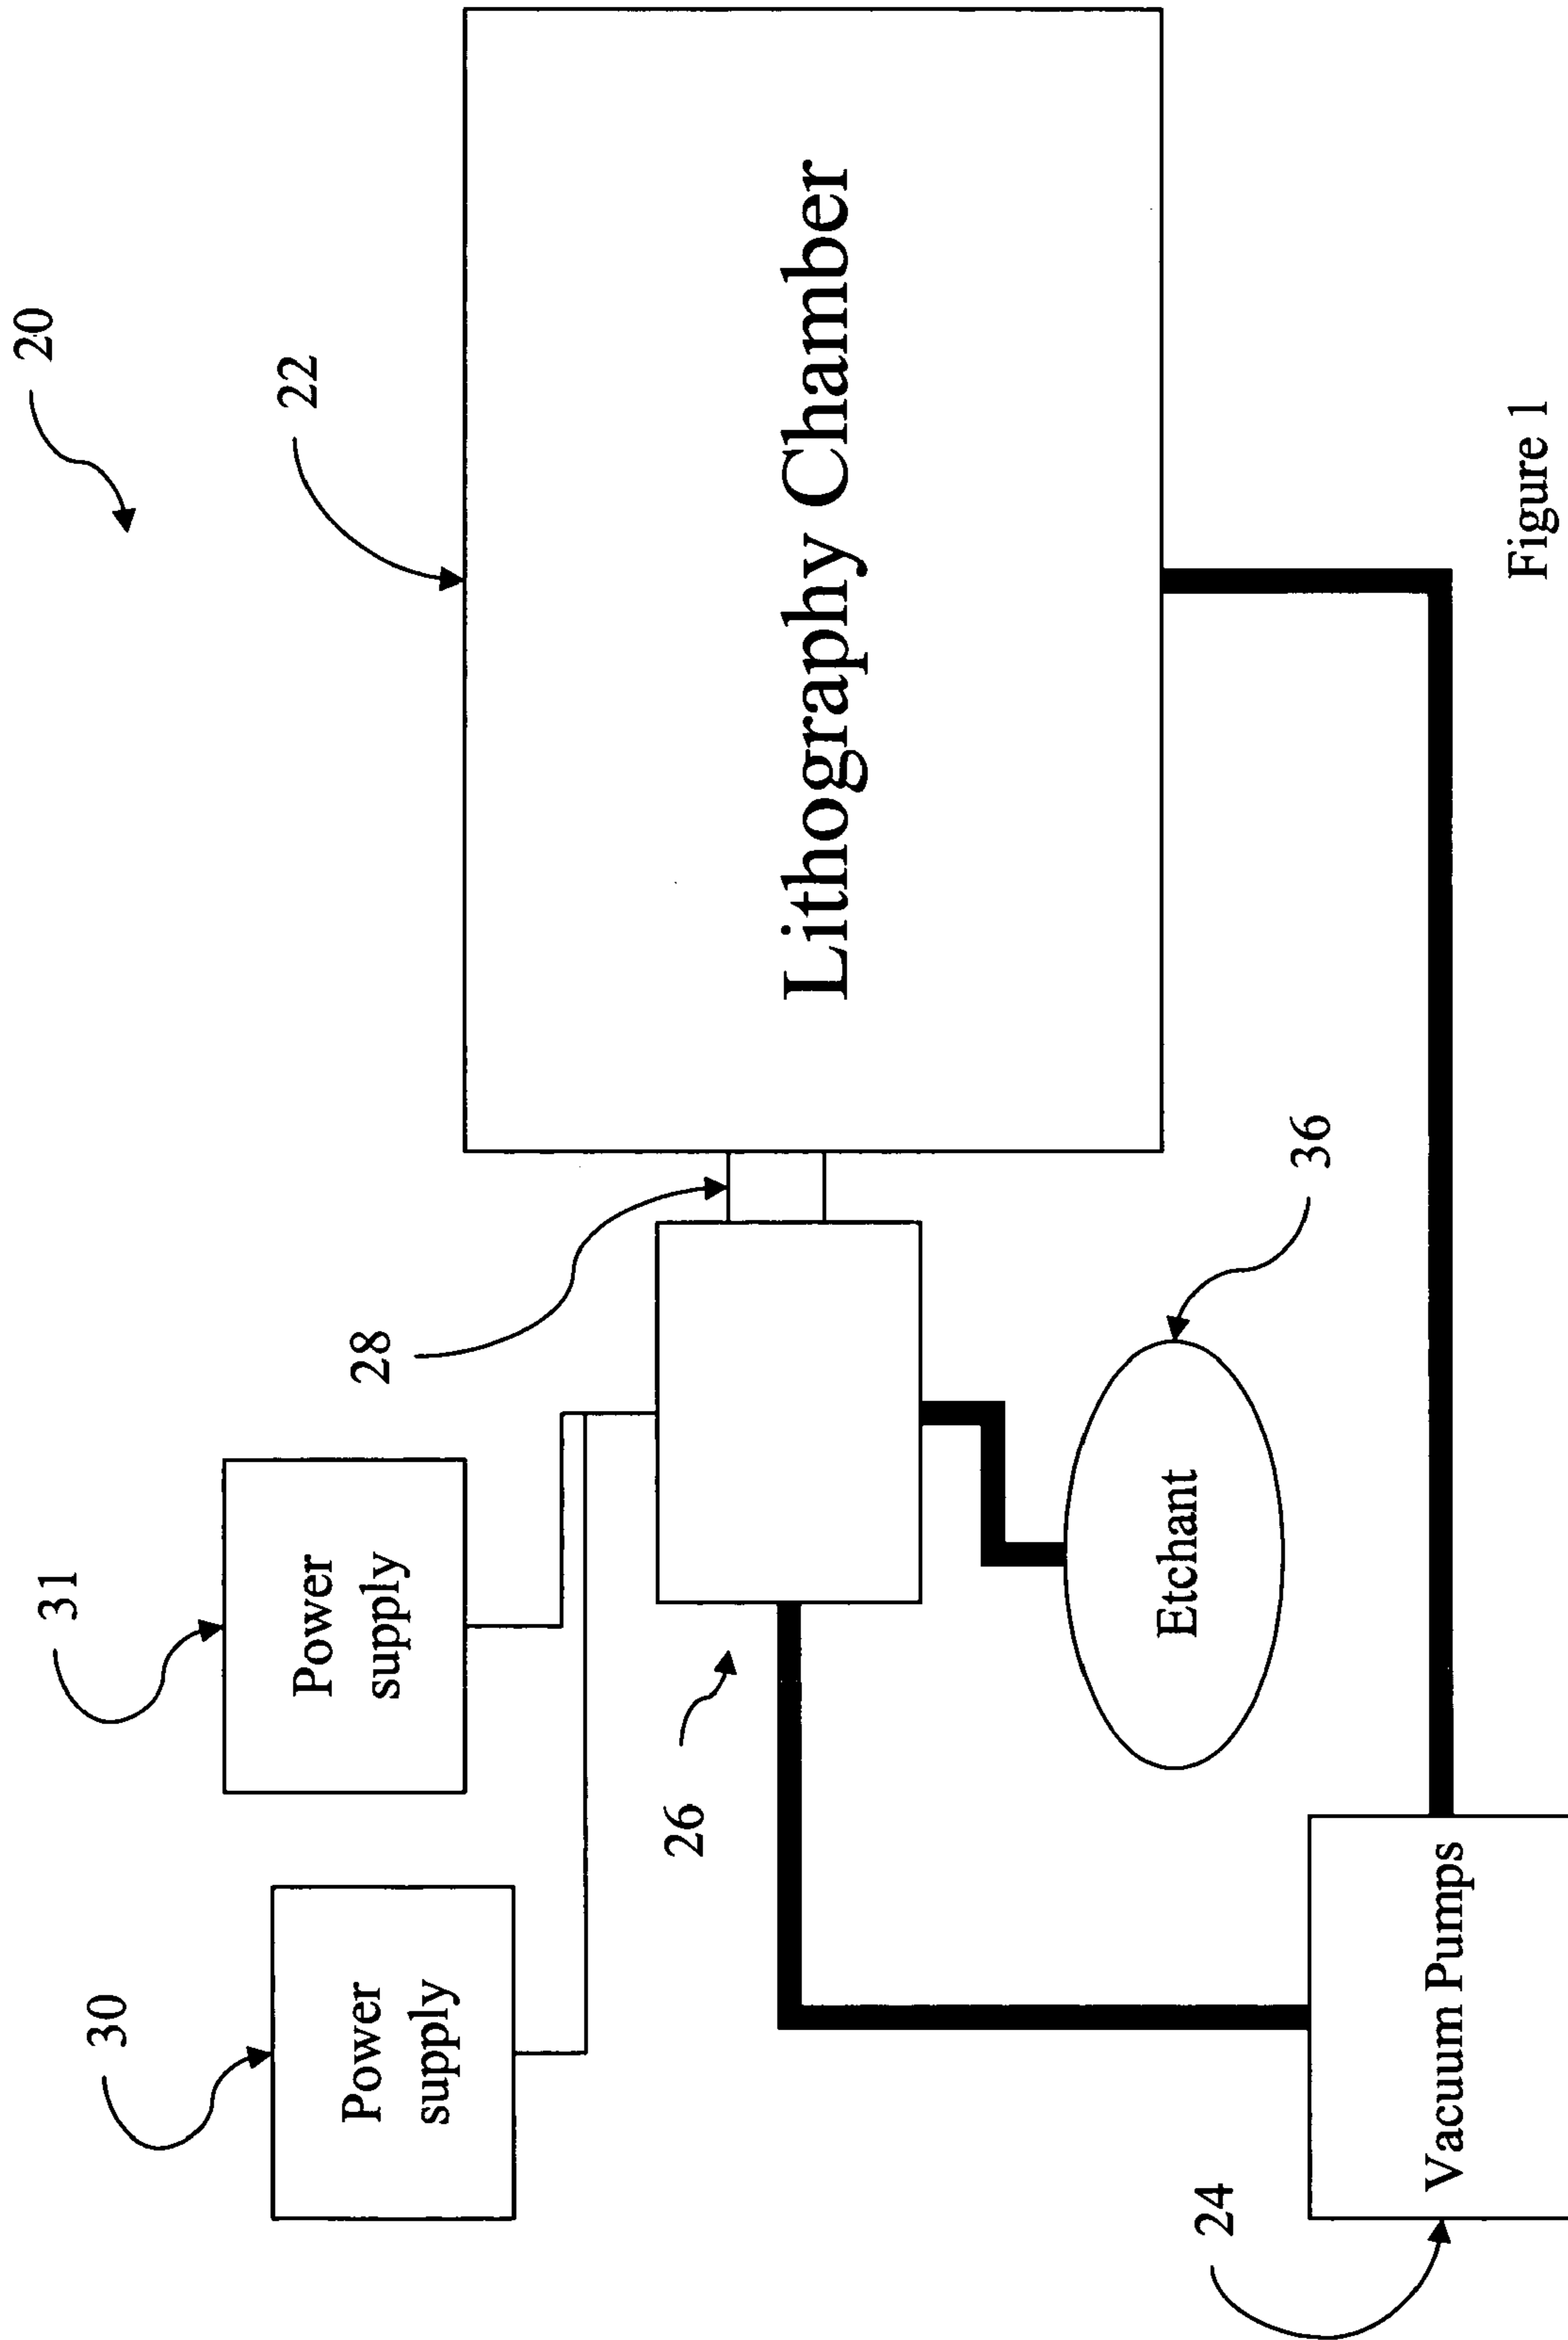 20
22
Lithography Chamber
28
31
Power
supply
30
Power
supply
26
36
Etchant
24
Vacuum Pumps
Figure 1